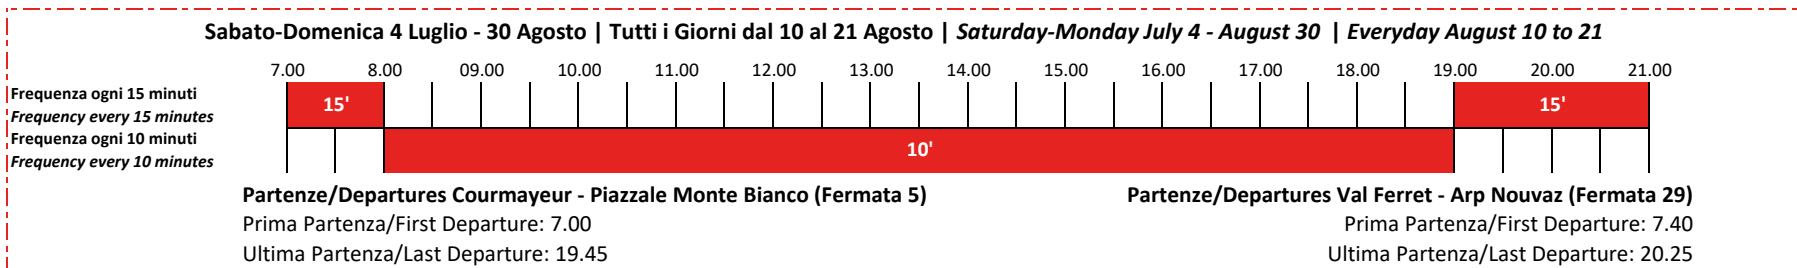 Sabato-Domenica 4 Luglio - 30 Agosto | Tutti i Giorni dal 10 al 21 Agosto | Saturday-Monday July 4 - August 30 | Everyday August 10 to 21
7.00 8.00 09.00 10.00 11.00 12.00 13.00 14.00 15.00 16.00 17.00 18.00 19.00 20.00 21.00
Frequenza ogni 15 minuti
Frequency every 15 minutes
15' 15'
Frequenza ogni 10 minuti
Frequency every 10 minutes
10'
Partenze/Departures Courmayeur - Piazzale Monte Bianco (Fermata 5)
Prima Partenza/First Departure: 7.00
Ultima Partenza/Last Departure: 19.45
Partenze/Departures Val Ferret - Arp Nouvaz (Fermata 29)
Prima Partenza/First Departure: 7.40
Ultima Partenza/Last Departure: 20.25